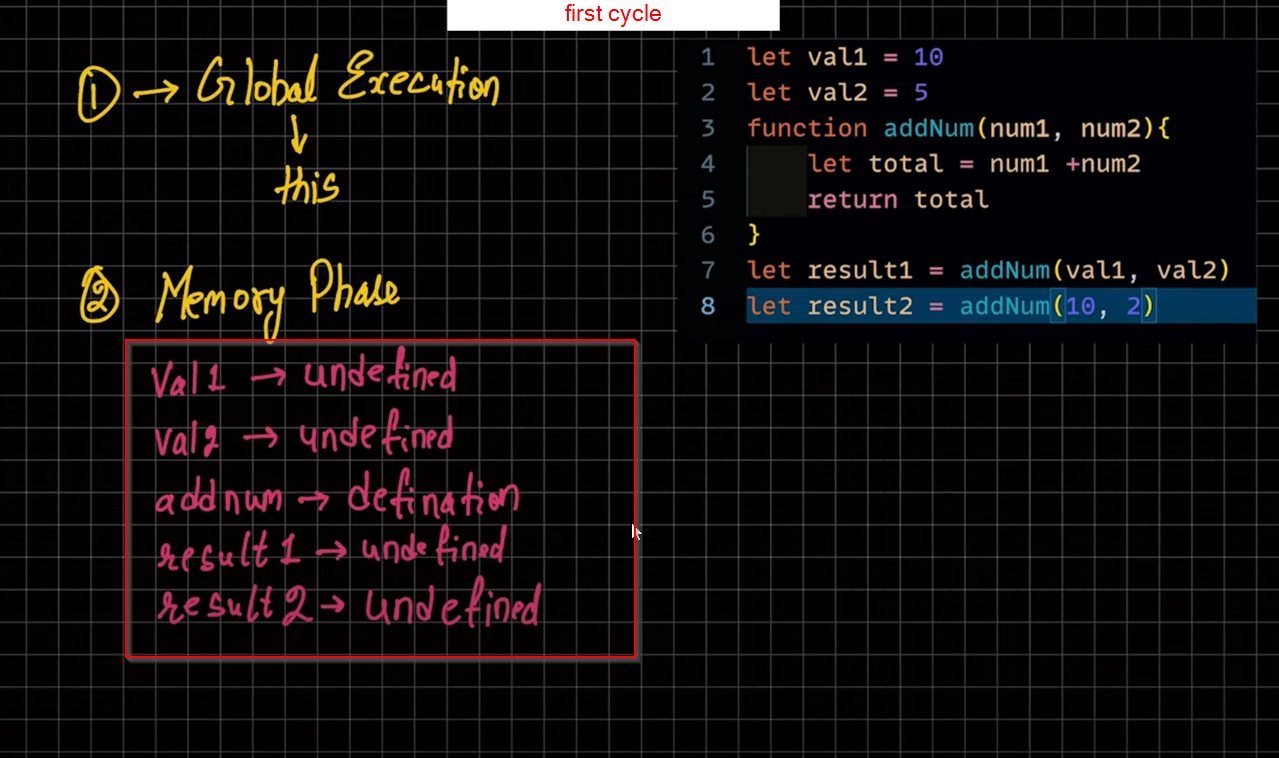 first cycle
① → Global Execution
↓
this
② Memory Phase
Val1 → undefined
val2 → undefined
addnum → defination
result1 → undefined
result2 → undefined
1 let val1 = 10
2 let val2 = 5
3 function addNum(num1, num2){
4 let total = num1 +num2
5 return total
6 }
7 let result1 = addNum(val1, val2)
8 let result2 = addNum(10, 2)